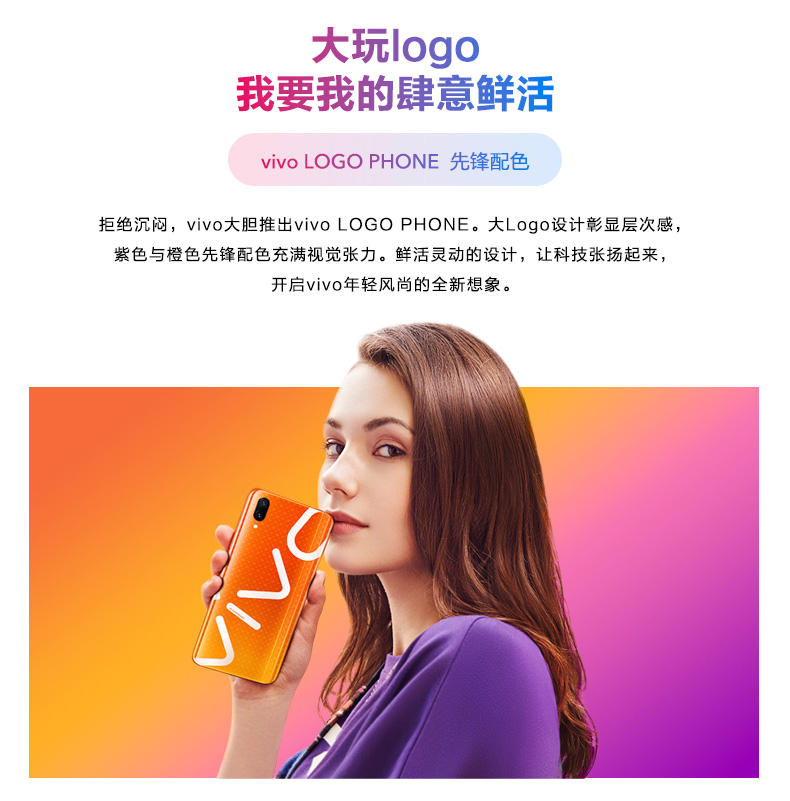 大玩logo
我要我的肆意鲜活
vivo LOGO PHONE 先锋配色
拒绝沉闷，vivo大胆推出vivo LOGO PHONE。大Logo设计彰显层次感，
紫色与橙色先锋配色充满视觉张力。鲜活灵动的设计，让科技张扬起来，
开启vivo年轻风尚的全新想象。
vivo